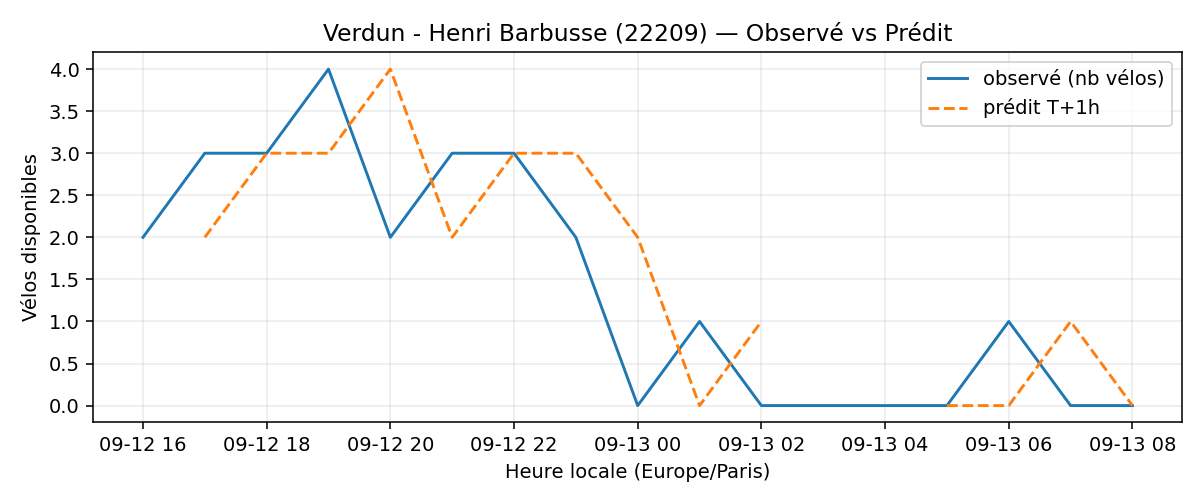 Verdun - Henri Barbusse (22209) — Observé vs Prédit
observé (nb vélos)
prédit T+1h
Vélos disponibles
4.0
3.5
3.0
2.5
2.0
1.5
1.0
0.5
0.0
09-12 16 09-12 18 09-12 20 09-12 22 09-13 00 09-13 02 09-13 04 09-13 06 09-13 08
Heure locale (Europe/Paris)